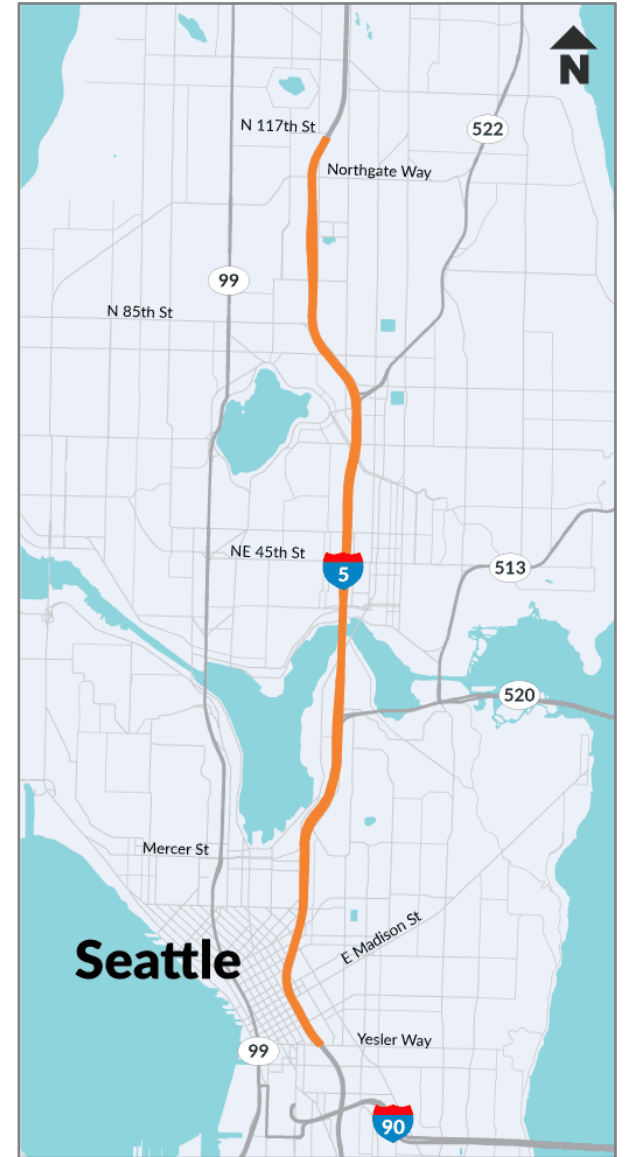 N
N 117th St
522
Northgate Way
99
N 85th St
NE 45th St
5
513
520
Mercer St
E Madison St
Seattle
Yesler Way
99
90